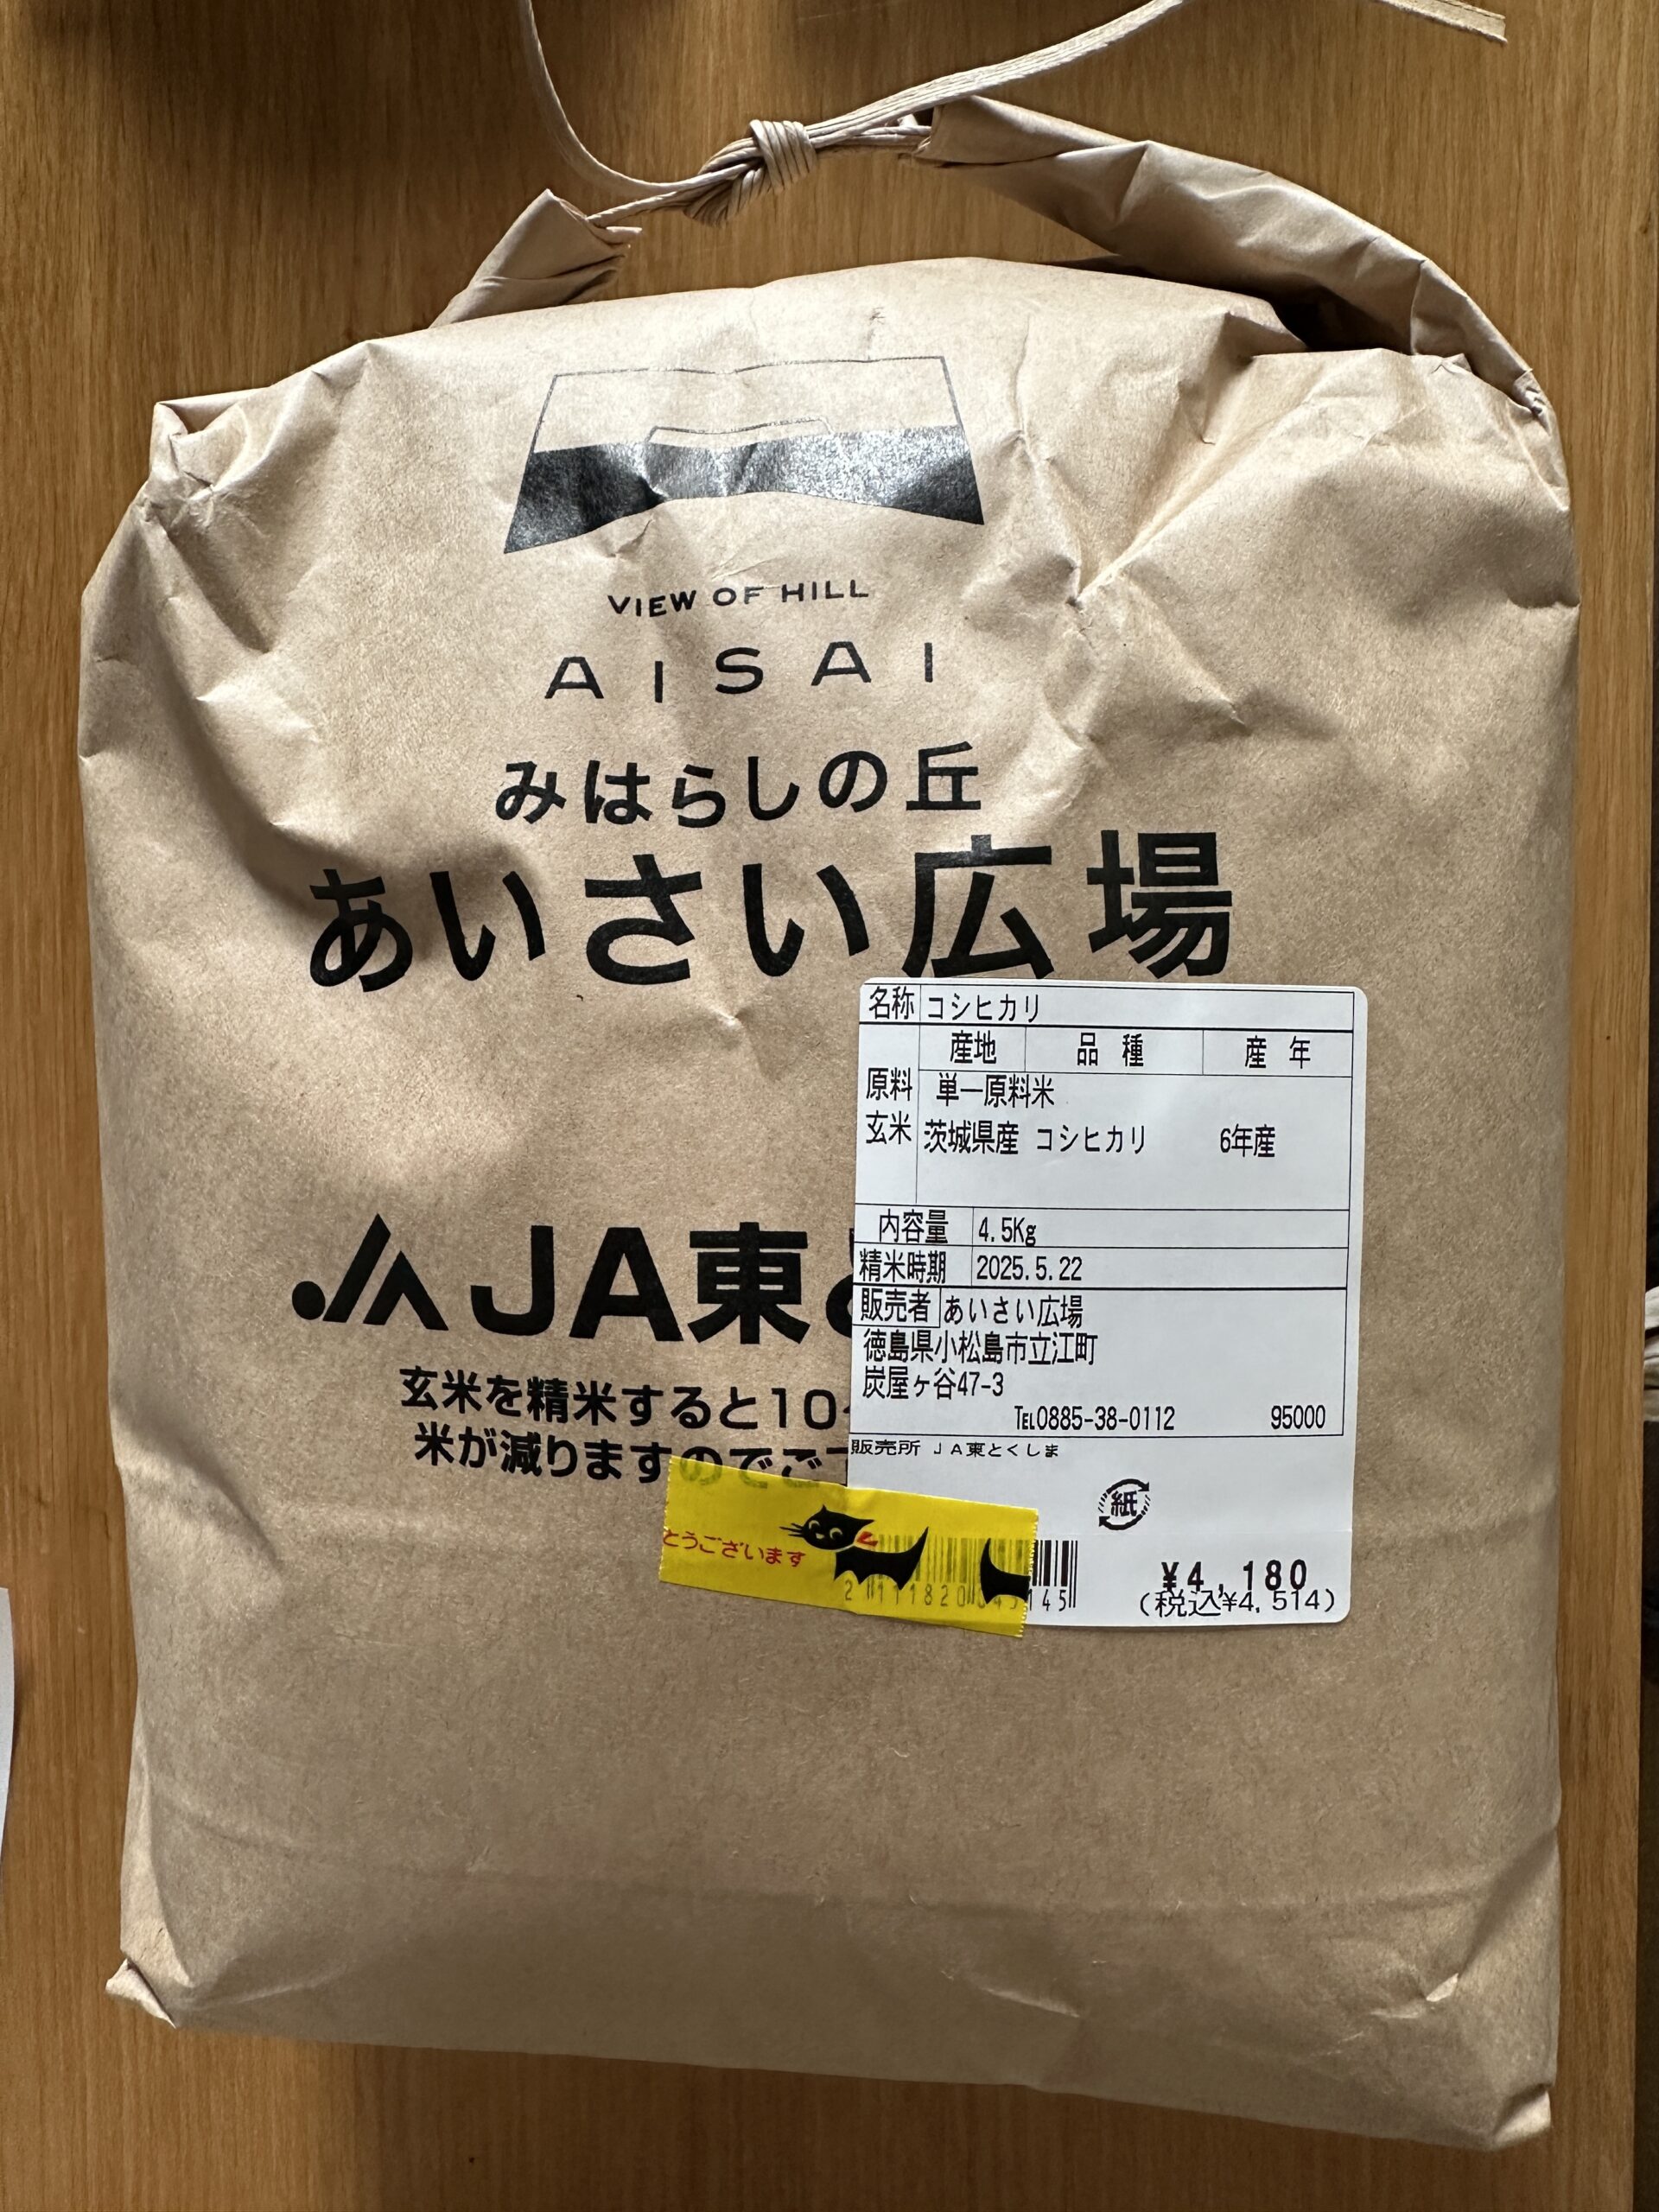 VIEW OF HILL
AISAI
みはらしの丘
あいさい広場
JA東
玄米を精米すると10
米が減りますのでご
名称 コシヒカリ
産地 品種 産年
原料玄米
単一原料米
茨城県産 コシヒカリ 6年産
内容量 4.5Kg
精米時期 2025.5.22
販売者 あいさい広場
徳島県小松島市立江町
炭屋ヶ谷47-3
℡0885-38-0112 95000
販売所 JA東とくしま
紙
とうございます
¥4,180
(税込¥4,514)